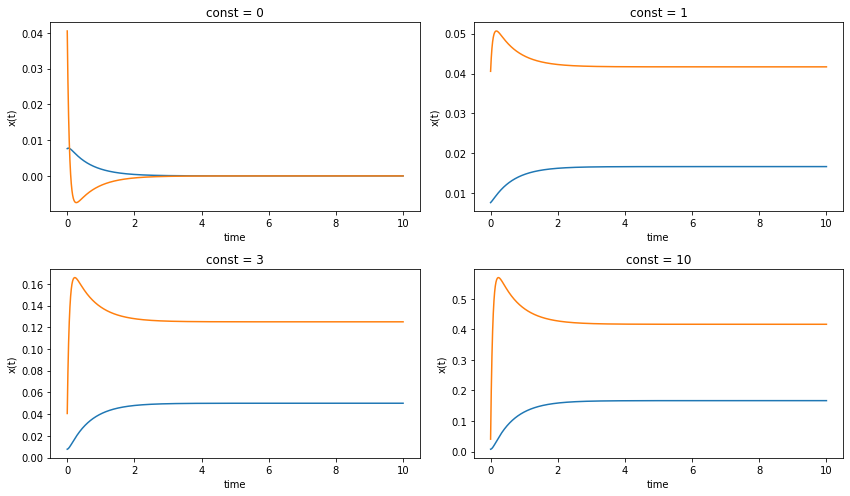 const = 0
0.04
0.03
0.02
0.01
0.00
x(t)
0 2 4 6 8 10
time
const = 1
0.05
0.04
0.03
0.02
0.01
x(t)
0 2 4 6 8 10
time
const = 3
0.16
0.14
0.12
0.10
0.08
0.06
0.04
0.02
0.00
x(t)
0 2 4 6 8 10
time
const = 10
0.5
0.4
0.3
0.2
0.1
0.0
x(t)
0 2 4 6 8 10
time